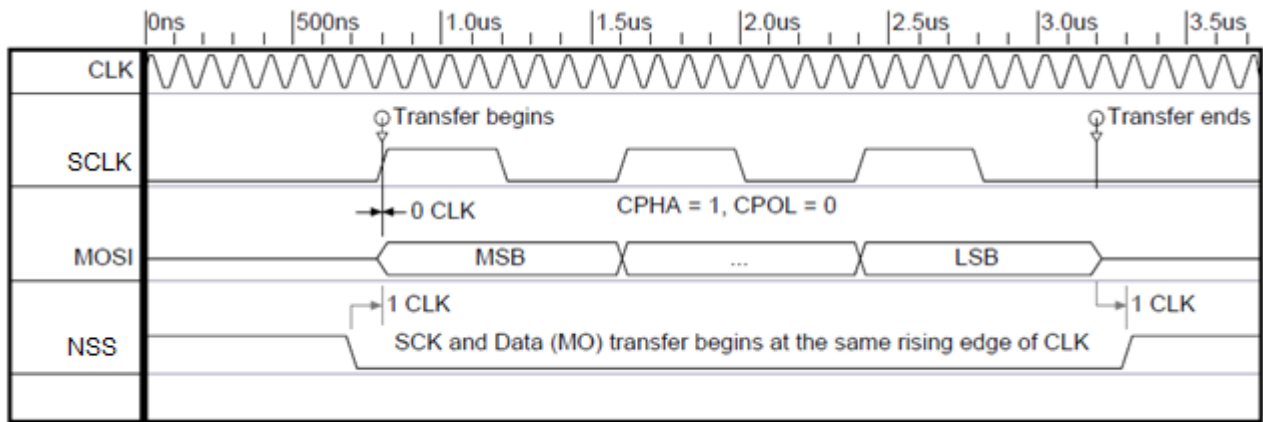 0ns 500ns 1.0us 1.5us 2.0us 2.5us 3.0us 3.5us
CLK
Transfer begins Transfer ends
SCLK
0 CLK CPHA = 1, CPOL = 0
MOSI MSB ... LSB
1 CLK 1 CLK
NSS SCK and Data (MO) transfer begins at the same rising edge of CLK